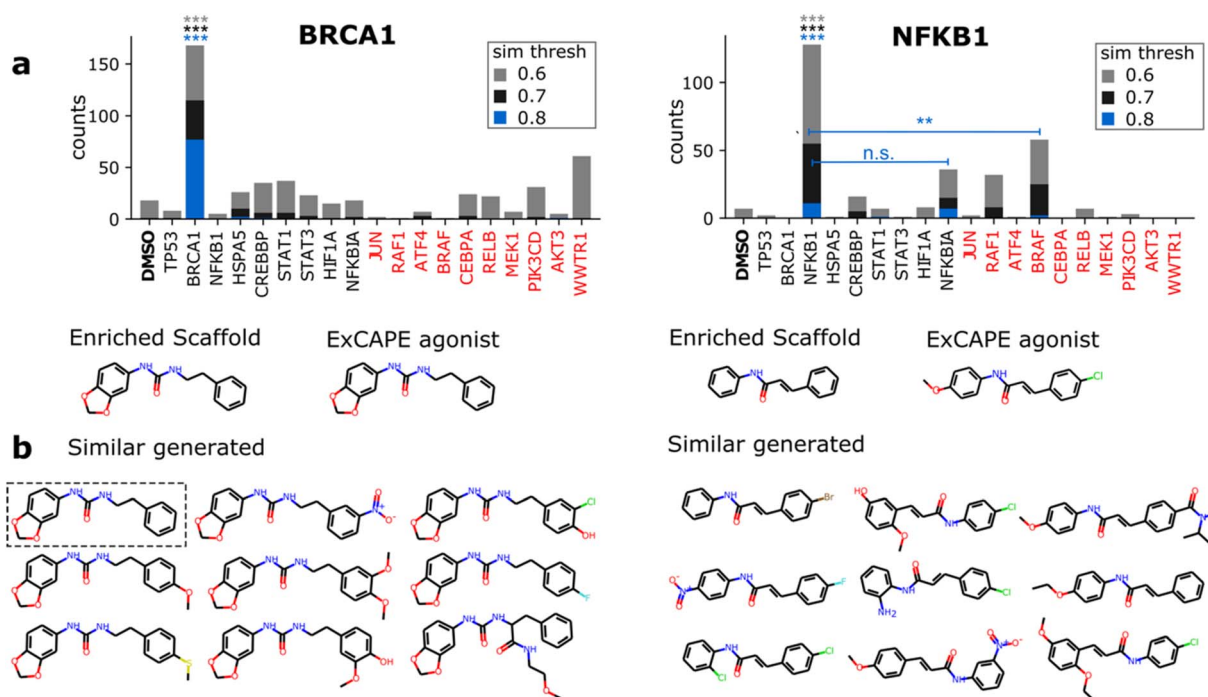 BRCA1
a
***
***
***
sim thresh
0.6
0.7
0.8
150
100
50
0
counts
DMSO
TP53
BRCA1
NFKB1
HSPA5
CREBBP
STAT1
STAT3
HIF1A
NFKBIA
JUN
RAF1
ATF4
BRAF
CEBPA
RELB
MEK1
PIK3CD
AKT3
WWTR1
NFKB1
***
***
***
sim thresh
0.6
0.7
0.8
100
50
0
counts
**
n.s.
DMSO
TP53
BRCA1
NFKB1
HSPA5
CREBBP
STAT1
STAT3
HIF1A
NFKBIA
JUN
RAF1
ATF4
BRAF
CEBPA
RELB
MEK1
PIK3CD
AKT3
WWTR1
Enriched Scaffold
ExCAPE agonist
Enriched Scaffold
ExCAPE agonist
b
Similar generated
Similar generated